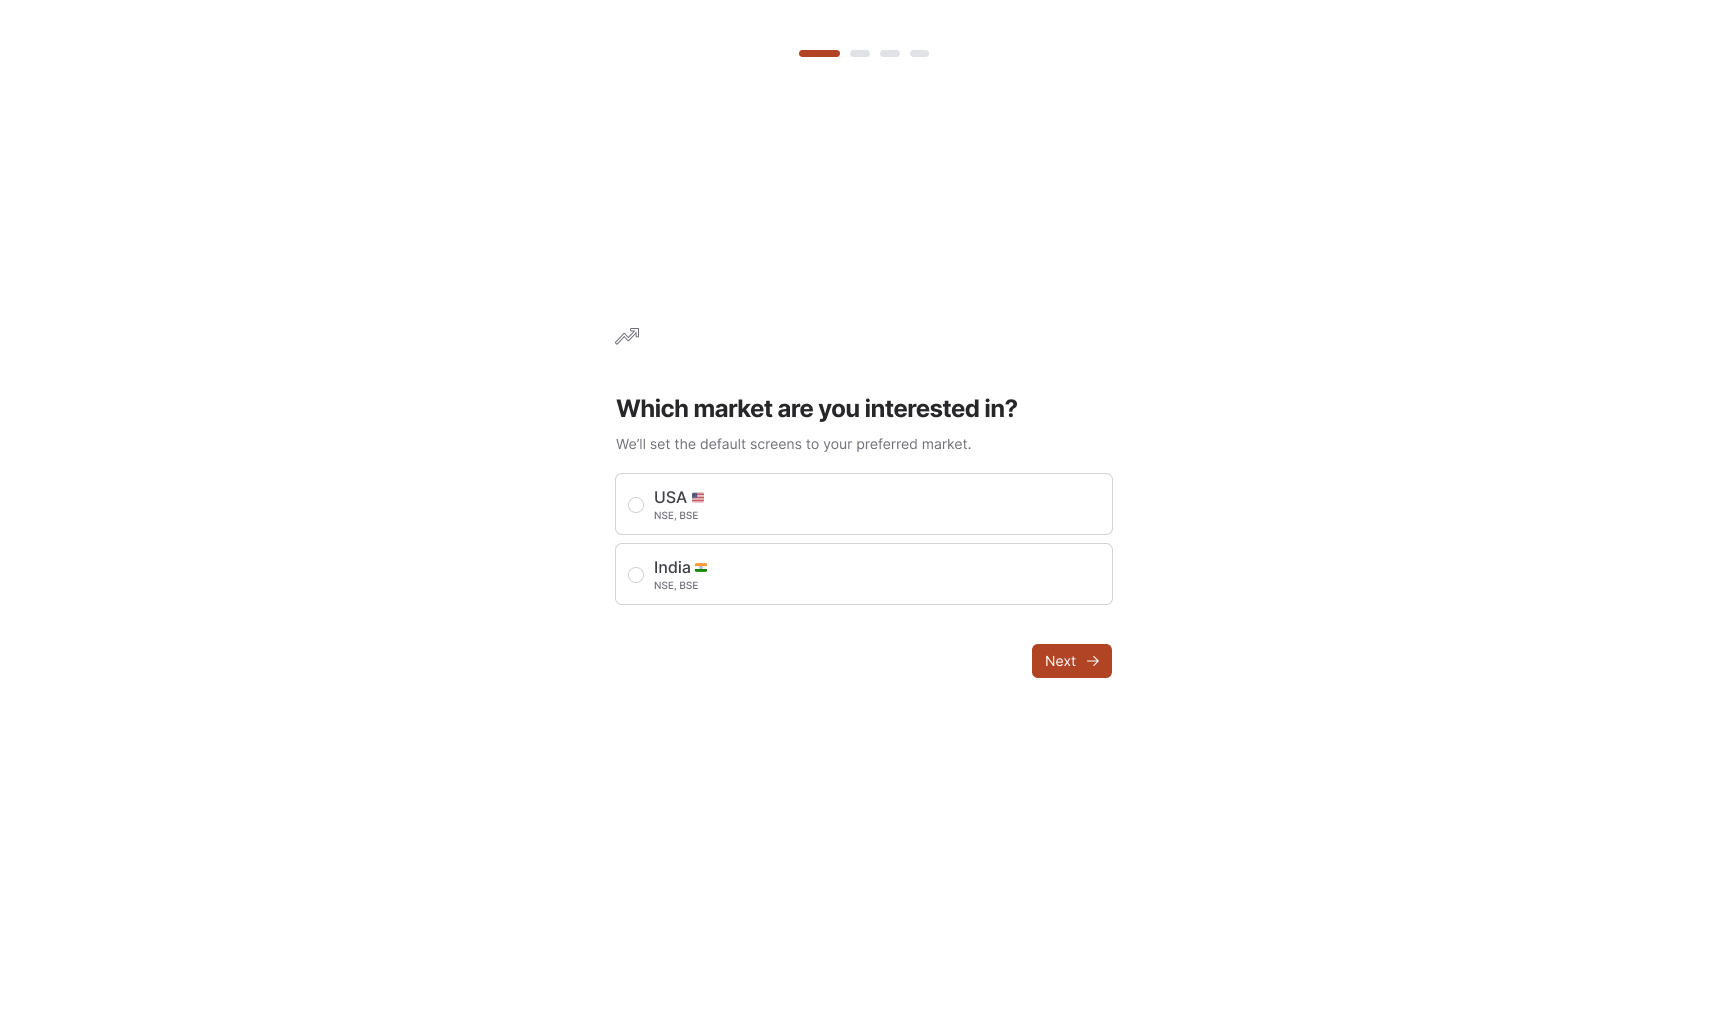 Which market are you interested in?
We'll set the default screens to your preferred market.
USA
NSE, BSE
India
NSE, BSE
Next